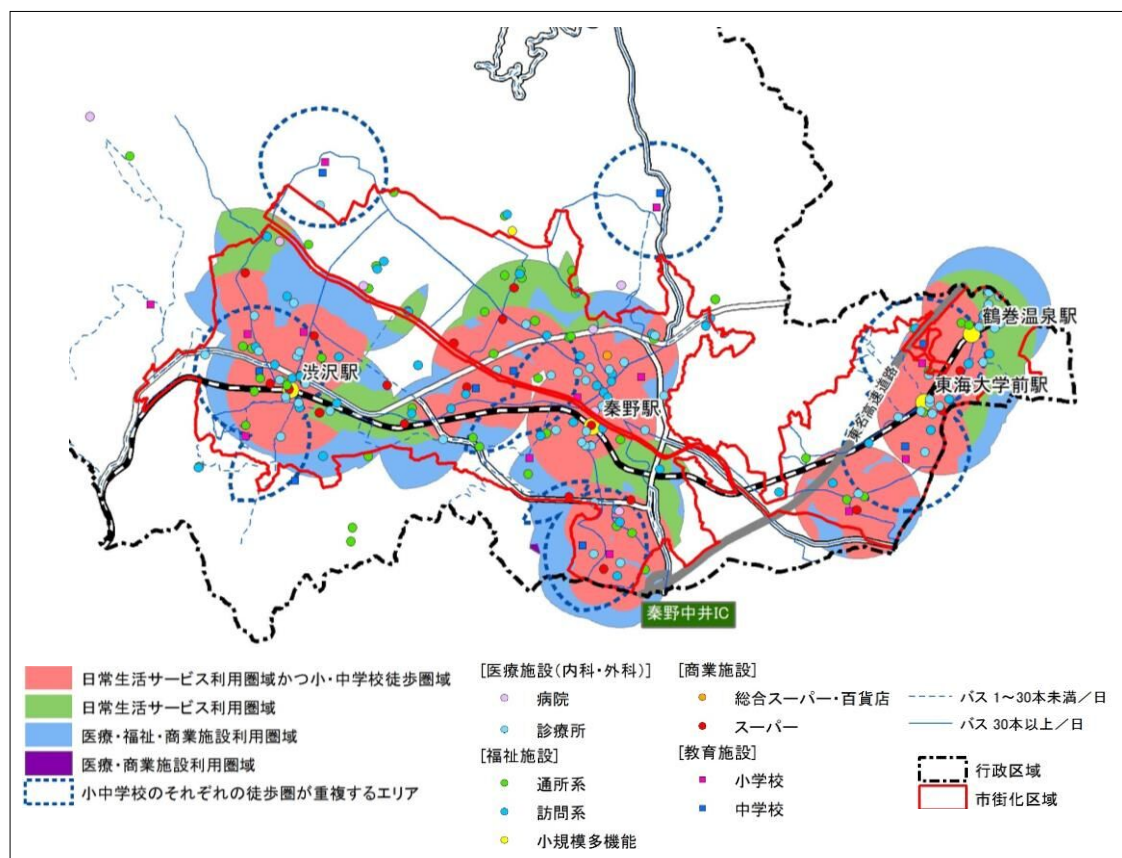 鶴巻温泉駅
東海大学前駅
東名高速道路
渋沢駅
秦野駅
秦野中井IC
日常生活サービス利用圏域かつ小・中学校徒歩圏域
日常生活サービス利用圏域
医療・福祉・商業施設利用圏域
医療・商業施設利用圏域
小中学校のそれぞれの徒歩圏が重複するエリア
[医療施設(内科・外科)]
病院
診療所
[福祉施設]
通所系
訪問系
小規模多機能
[商業施設]
総合スーパー・百貨店
スーパー
[教育施設]
小学校
中学校
バス 1~30本未満/日
バス 30本以上/日
行政区域
市街化区域